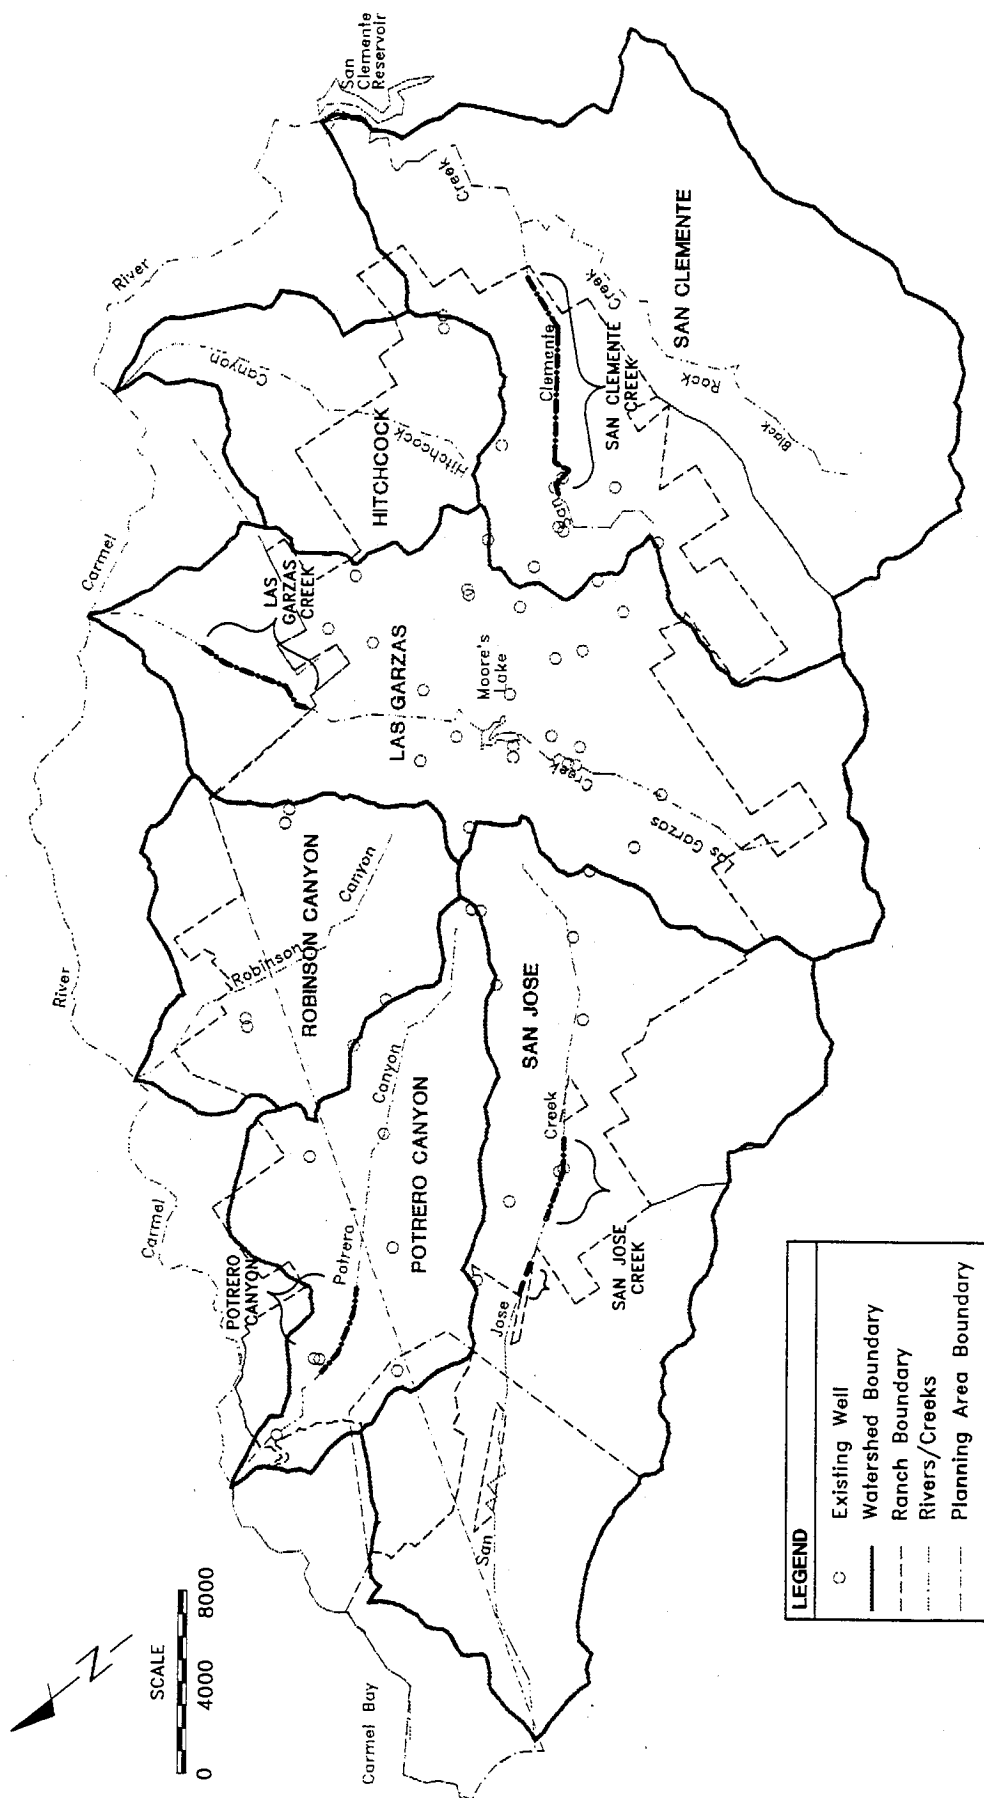 San
Clemente
Reservoir
River
Creek
SAN CLEMENTE
Canyon
HITCHCOCK
Hitchcock
Clemente
San
SAN CLEMENTE
CREEK
Creek
Rock
Black
Carmel
LAS
GARZAS
CREEK
LAS GARZAS
Moore's
Lake
Creek
Las Garzas
River
ROBINSON CANYON
Robinson
Canyon
SAN JOSE
Carmel
POTRERO
CANYON
Potrero
Canyon
POTRERO CANYON
Creek
Jose
San
SAN JOSE
CREEK
Carmel Bay
N
SCALE
0 4000 8000
LEGEND
Existing Well
Watershed Boundary
Ranch Boundary
Rivers/Creeks
Planning Area Boundary